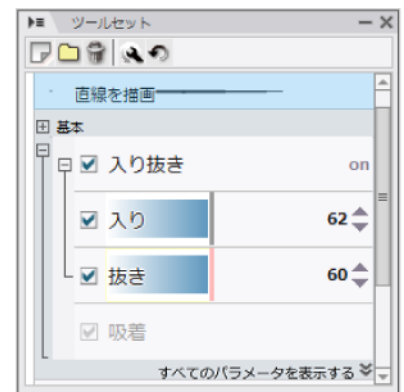 ツールセット
直線を描画
基本
入り抜き on
入り 62
抜き 60
吸着
すべてのパラメータを表示する